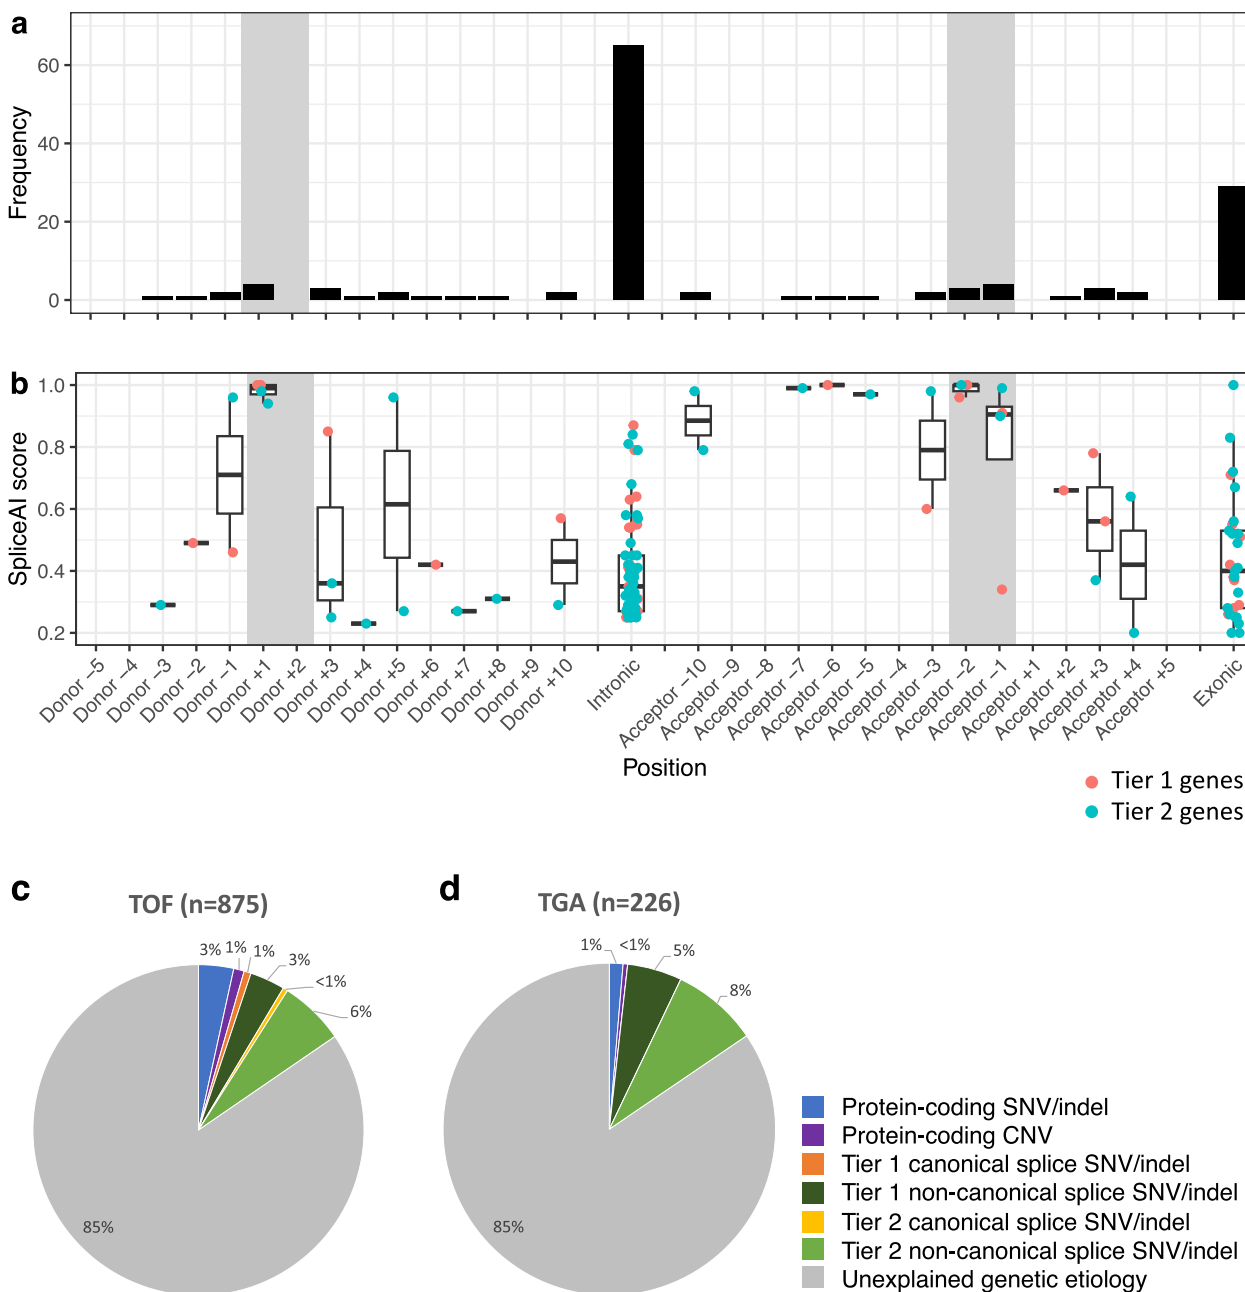 a
Frequency
60
40
20
0
b
SpliceAI score
1.0
0.8
0.6
0.4
0.2
Donor −5
Donor −4
Donor −3
Donor −2
Donor −1
Donor +1
Donor +2
Donor +3
Donor +4
Donor +5
Donor +6
Donor +7
Donor +8
Donor +9
Donor +10
Intronic
Acceptor −10
Acceptor −9
Acceptor −8
Acceptor −7
Acceptor −6
Acceptor −5
Acceptor −4
Acceptor −3
Acceptor −2
Acceptor −1
Acceptor +1
Acceptor +2
Acceptor +3
Acceptor +4
Acceptor +5
Exonic
Position
Tier 1 genes
Tier 2 genes
c
TOF (n=875)
3%
1%
1%
3%
<1%
6%
85%
d
TGA (n=226)
1%
<1%
5%
8%
85%
Protein-coding SNV/indel
Protein-coding CNV
Tier 1 canonical splice SNV/indel
Tier 1 non-canonical splice SNV/indel
Tier 2 canonical splice SNV/indel
Tier 2 non-canonical splice SNV/indel
Unexplained genetic etiology